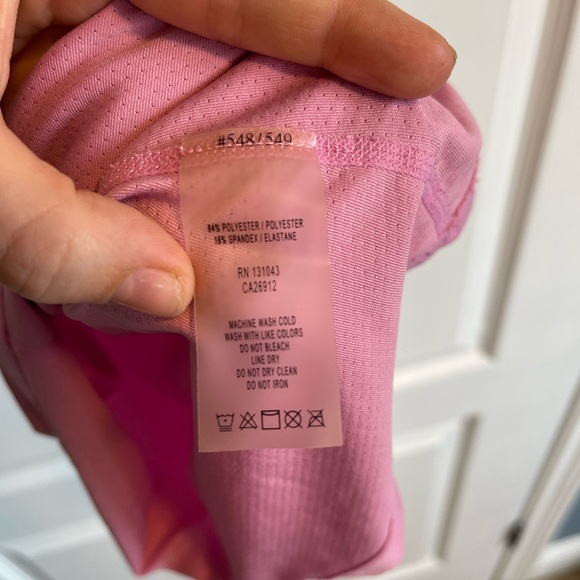 #548/549
84% POLYESTER / POLYESTER
16% SPANDEX / ELASTANE
RN 131043
CA26912
MACHINE WASH COLD
WASH WITH LIKE COLORS
DO NOT BLEACH
LINE DRY
DO NOT DRY CLEAN
DO NOT IRON